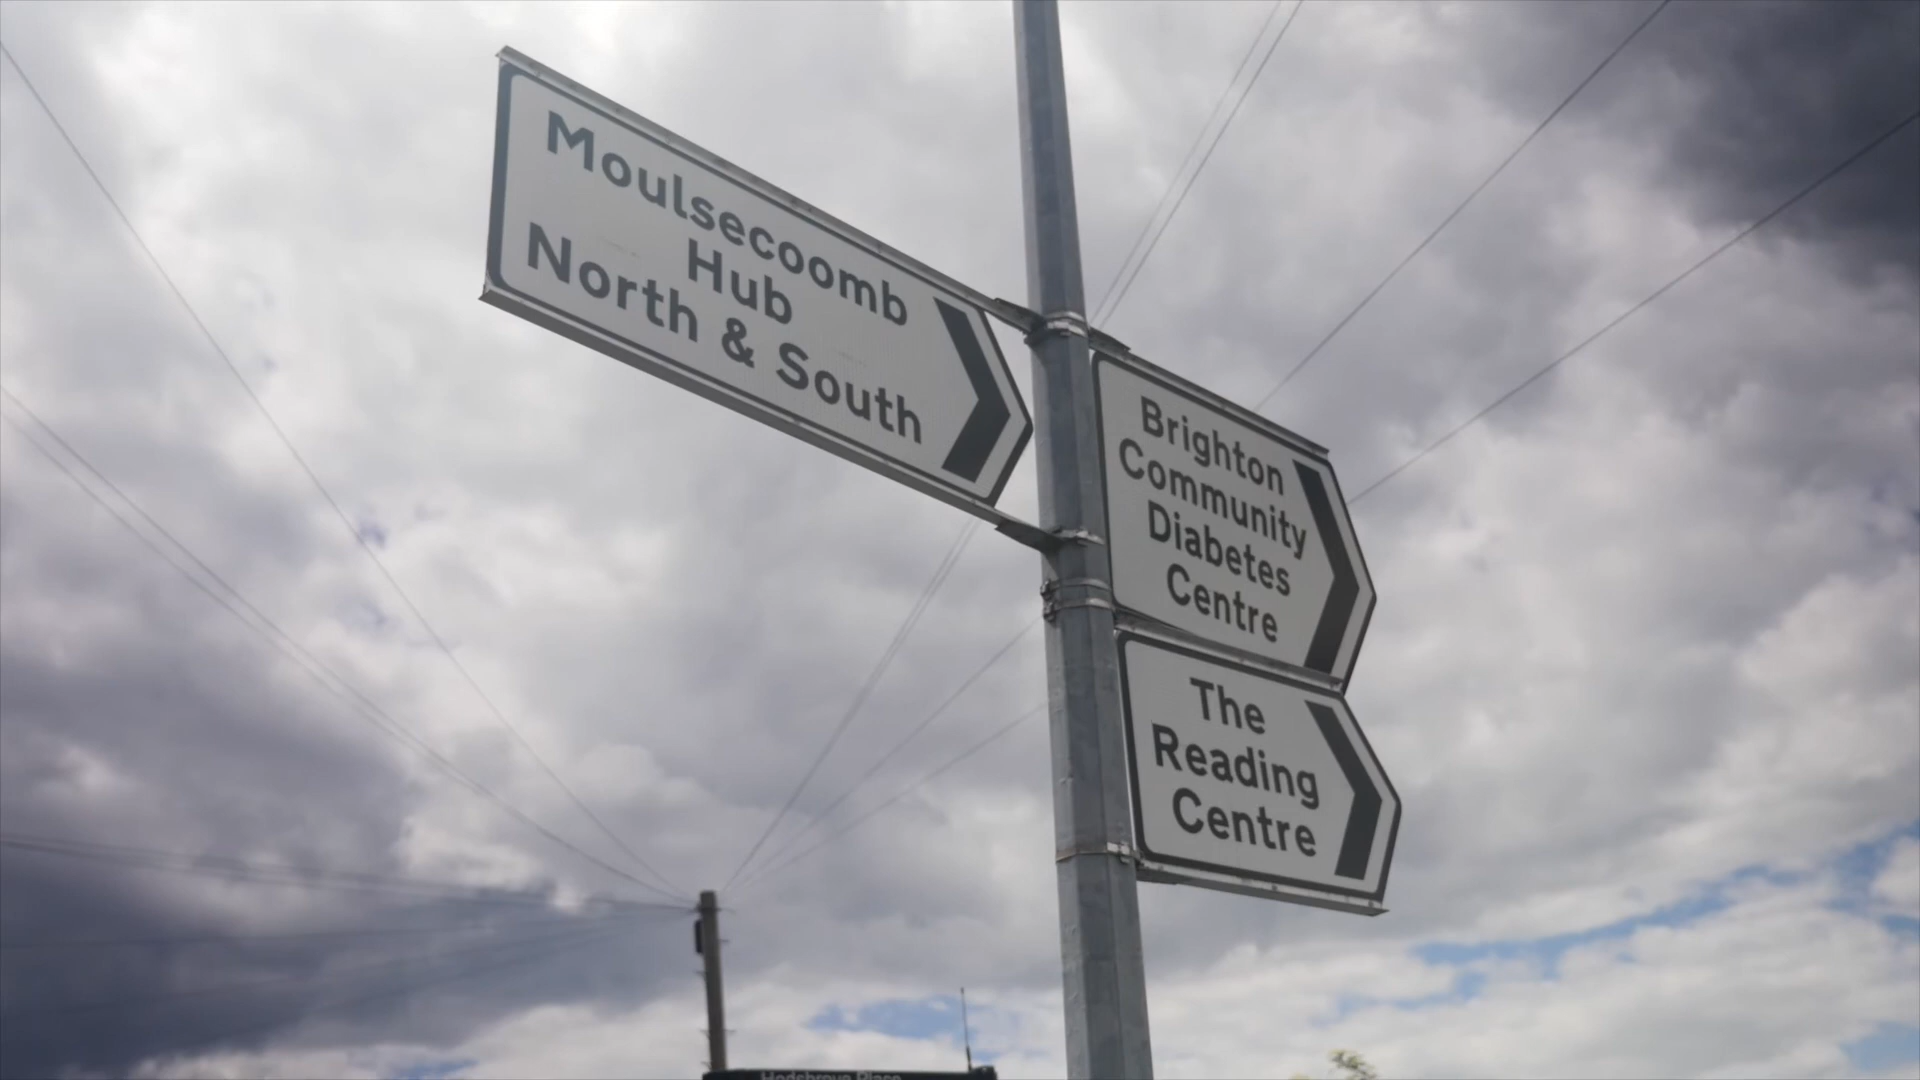 Moulsecoomb
Hub
North & South
Brighton
Community
Diabetes
Centre
The
Reading
Centre